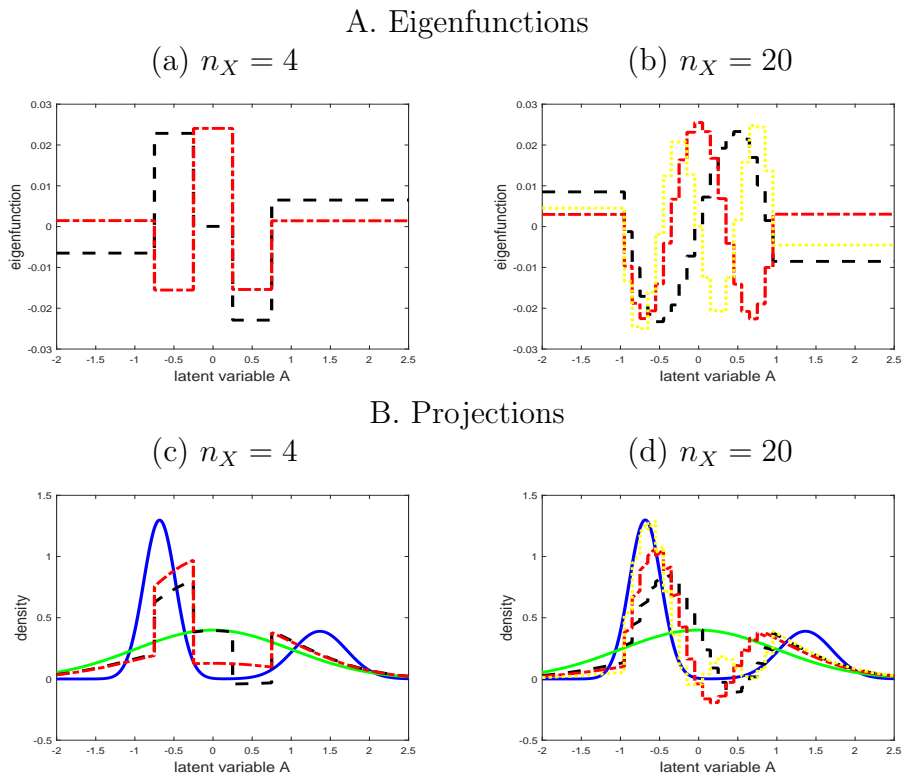 A. Eigenfunctions
(a) n_X = 4
(b) n_X = 20
0.03
0.02
0.01
0
-0.01
-0.02
-0.03
eigenfunction
-2 -1.5 -1 -0.5 0 0.5 1 1.5 2 2.5
latent variable A
0.03
0.02
0.01
0
-0.01
-0.02
-0.03
eigenfunction
-2 -1.5 -1 -0.5 0 0.5 1 1.5 2 2.5
latent variable A
B. Projections
(c) n_X = 4
(d) n_X = 20
1.5
1
0.5
0
-0.5
density
-2 -1.5 -1 -0.5 0 0.5 1 1.5 2 2.5
latent variable A
1.5
1
0.5
0
-0.5
density
-2 -1.5 -1 -0.5 0 0.5 1 1.5 2 2.5
latent variable A